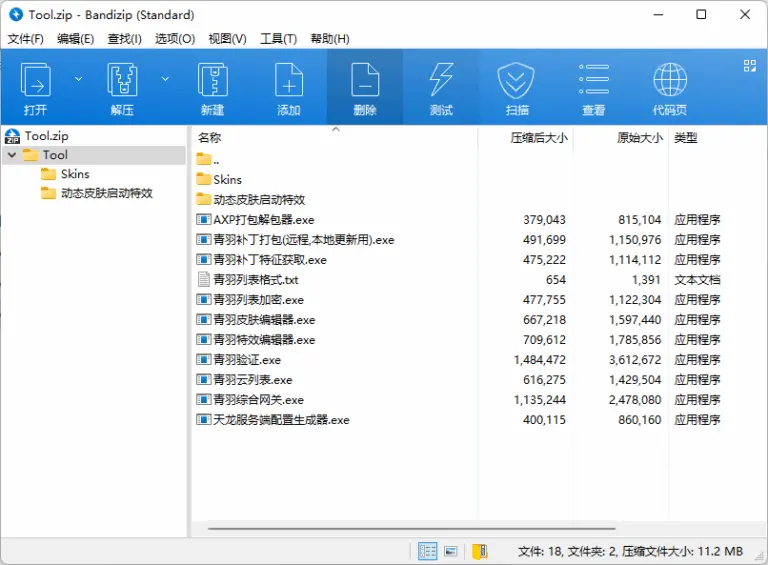 Tool.zip - Bandizip (Standard)
文件(F) 编辑(E) 查找(I) 选项(O) 视图(V) 工具(T) 帮助(H)
打开 解压 新建 添加 删除 测试 扫描 查看 代码页
Tool.zip
Tool
Skins
动态皮肤启动特效
名称 压缩后大小 原始大小 类型
..
Skins
动态皮肤启动特效
AXP打包解包器.exe 379,043 815,104 应用程序
青羽补丁打包(远程,本地更新用).exe 491,699 1,150,976 应用程序
青羽补丁特征获取.exe 475,222 1,114,112 应用程序
青羽列表格式.txt 654 1,391 文本文档
青羽列表加密.exe 477,755 1,122,304 应用程序
青羽皮肤编辑器.exe 667,218 1,597,440 应用程序
青羽特效编辑器.exe 709,612 1,785,856 应用程序
青羽验证.exe 1,484,472 3,612,672 应用程序
青羽云列表.exe 616,275 1,429,504 应用程序
青羽综合网关.exe 1,135,244 2,478,080 应用程序
天龙服务端配置生成器.exe 400,115 860,160 应用程序
文件: 18, 文件夹: 2, 压缩文件大小: 11.2 MB